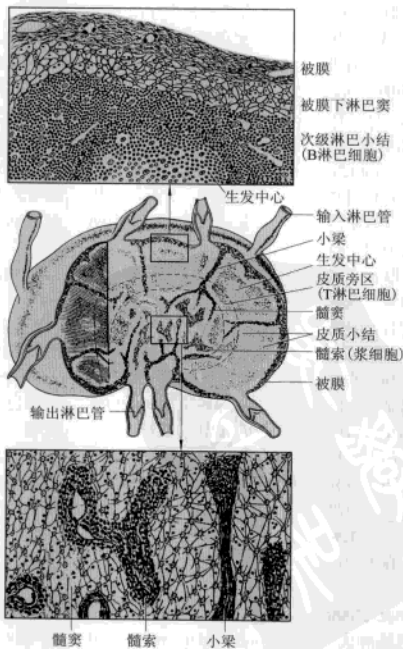 被膜
被膜下淋巴窦
次级淋巴小结
(B淋巴细胞)
生发中心
输入淋巴管
小梁
生发中心
皮质旁区
(T淋巴细胞)
髓窦
皮质小结
髓索(浆细胞)
被膜
输出淋巴管
髓窦
髓索
小梁